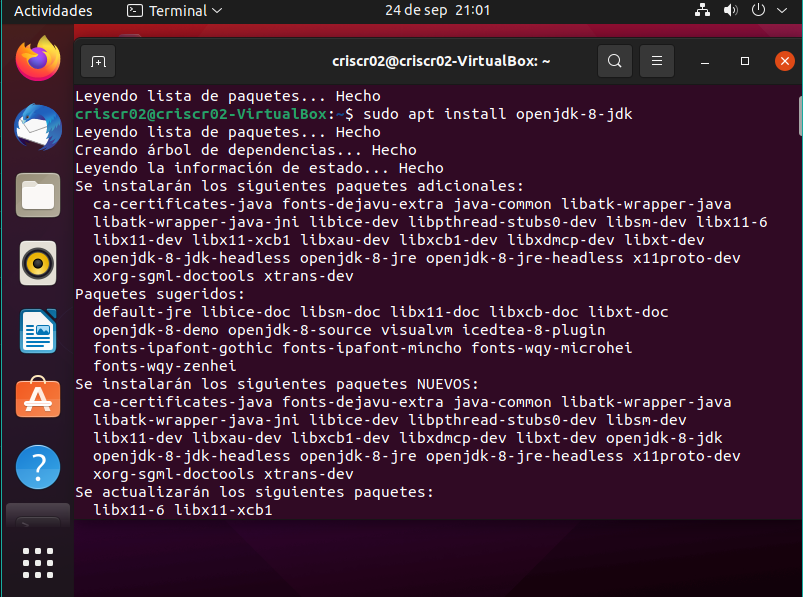 Actividades Terminal 24 de sep 21:01
criscr02@criscr02-VirtualBox: ~
Leyendo lista de paquetes... Hecho
criscr02@criscr02-VirtualBox:~$ sudo apt install openjdk-8-jdk
Leyendo lista de paquetes... Hecho
Creando árbol de dependencias... Hecho
Leyendo la información de estado... Hecho
Se instalarán los siguientes paquetes adicionales:
ca-certificates-java fonts-dejavu-extra java-common libatk-wrapper-java
libatk-wrapper-java-jni libice-dev libpthread-stubs0-dev libsm-dev libx11-6
libx11-dev libx11-xcb1 libxau-dev libxcb1-dev libxdmcp-dev libxt-dev
openjdk-8-jdk-headless openjdk-8-jre openjdk-8-jre-headless x11proto-dev
xorg-sgml-doctools xtrans-dev
Paquetes sugeridos:
default-jre libice-doc libsm-doc libx11-doc libxcb-doc libxt-doc
openjdk-8-demo openjdk-8-source visualvm icedtea-8-plugin
fonts-ipafont-gothic fonts-ipafont-mincho fonts-wqy-microhei
fonts-wqy-zenhei
Se instalarán los siguientes paquetes NUEVOS:
ca-certificates-java fonts-dejavu-extra java-common libatk-wrapper-java
libatk-wrapper-java-jni libice-dev libpthread-stubs0-dev libsm-dev
libx11-dev libxau-dev libxcb1-dev libxdmcp-dev libxt-dev openjdk-8-jdk
openjdk-8-jdk-headless openjdk-8-jre openjdk-8-jre-headless x11proto-dev
xorg-sgml-doctools xtrans-dev
Se actualizarán los siguientes paquetes:
libx11-6 libx11-xcb1